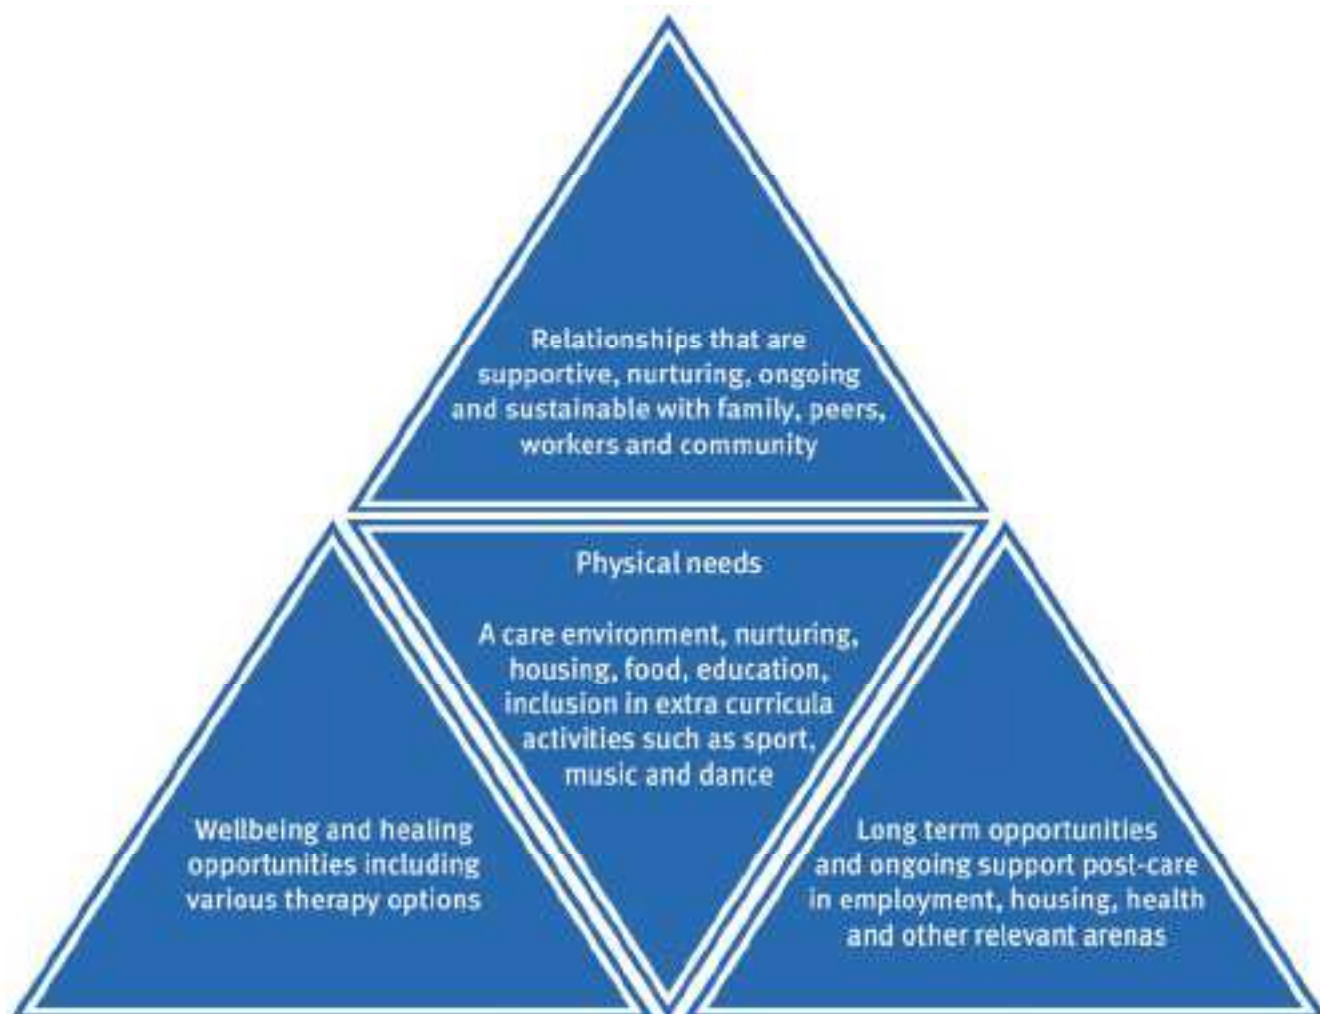 Relationships that are
supportive, nurturing, ongoing
and sustainable with family, peers,
workers and community
Physical needs
A care environment, nurturing,
housing, food, education,
inclusion in extra curricula
activities such as sport,
music and dance
Wellbeing and healing
opportunities including
various therapy options
Long term opportunities
and ongoing support post-care
in employment, housing, health
and other relevant arenas